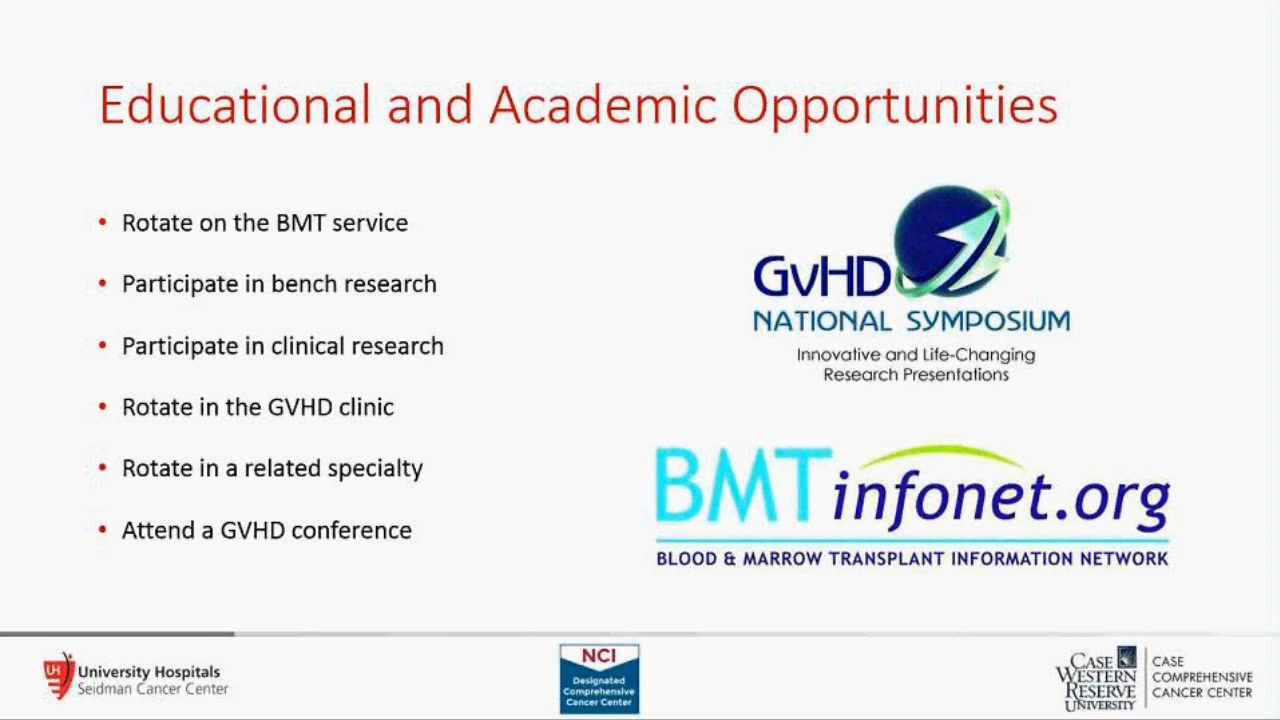 Educational and Academic Opportunities
• Rotate on the BMT service
• Participate in bench research
• Participate in clinical research
• Rotate in the GVHD clinic
• Rotate in a related specialty
• Attend a GVHD conference
GvHD
NATIONAL SYMPOSIUM
Innovative and Life-Changing
Research Presentations
BMTinfonet.org
BLOOD & MARROW TRANSPLANT INFORMATION NETWORK
UH
University Hospitals
Seidman Cancer Center
NCI
Designated
Comprehensive
Cancer Center
CASE
WESTERN
RESERVE
UNIVERSITY
CASE
COMPREHENSIVE
CANCER CENTER